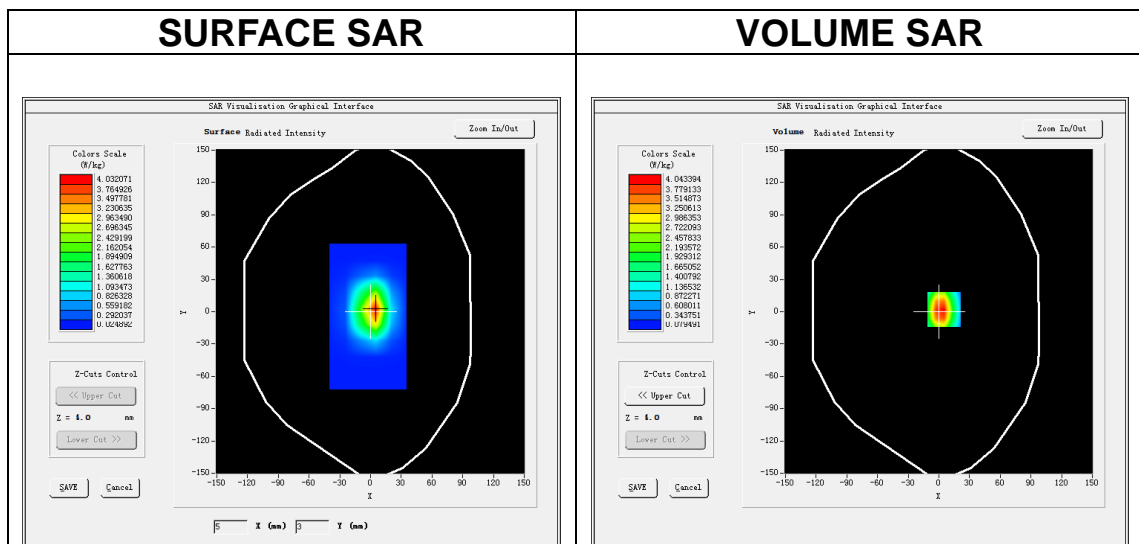 SURFACE SAR
VOLUME SAR
SAR Visualisation Graphical Interface
Surface Radiated Intensity
Zoom In/Out
Colors Scale
(W/kg)
4.032071
3.764926
3.497781
3.230635
2.963490
2.696345
2.429199
2.162054
1.894909
1.627763
1.360618
1.093473
0.826328
0.559182
0.292037
0.024892
150
120
90
60
30
0
-30
-60
-90
-120
-150
Y
-150 -120 -90 -60 -30 0 30 60 90 120 150
X
Z-Cuts Control
<< Upper Cut
Z = 4.0 mm
Lower Cut >>
SAVE Cancel
5 X (mm) 3 Y (mm)
SAR Visualisation Graphical Interface
Volume Radiated Intensity
Zoom In/Out
Colors Scale
(W/kg)
4.043394
3.779133
3.514873
3.250613
2.986353
2.722093
2.457833
2.193572
1.929312
1.665052
1.400792
1.136532
0.872271
0.608011
0.343751
0.079491
150
120
90
60
30
0
-30
-60
-90
-120
-150
Y
-150 -120 -90 -60 -30 0 30 60 90 120 150
X
Z-Cuts Control
<< Upper Cut
Z = 4.0 mm
Lower Cut >>
SAVE Cancel